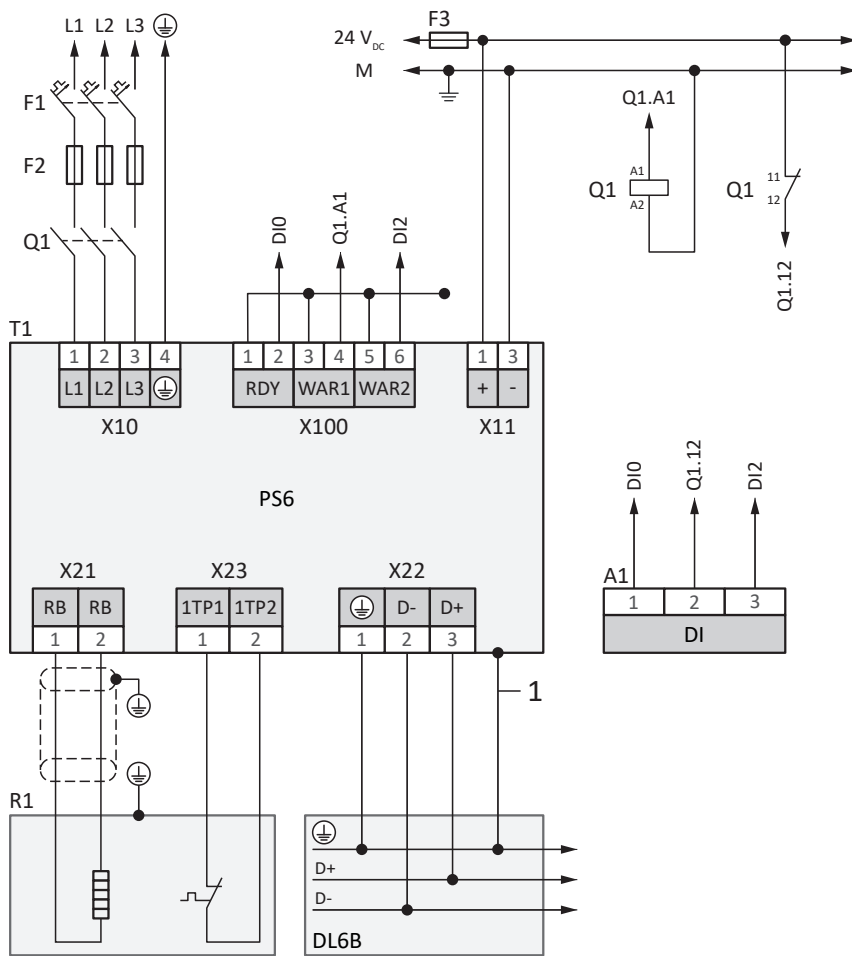 L1 L2 L3
F3
24 V DC
M
F1
F2
Q1
DI0
Q1.A1
DI2
Q1.A1
Q1
A1
A2
Q1
11
12
Q1.12
T1
1 2 3 4
L1 L2 L3
X10
1 2 3 4 5 6
RDY WAR1 WAR2
X100
1 3
+ -
X11
PS6
DI0
Q1.12
DI2
A1
1 2 3
DI
X21
RB RB
1 2
X23
1TP1 1TP2
1 2
X22
D- D+
1 2 3
1
R1
D+
D-
DL6B